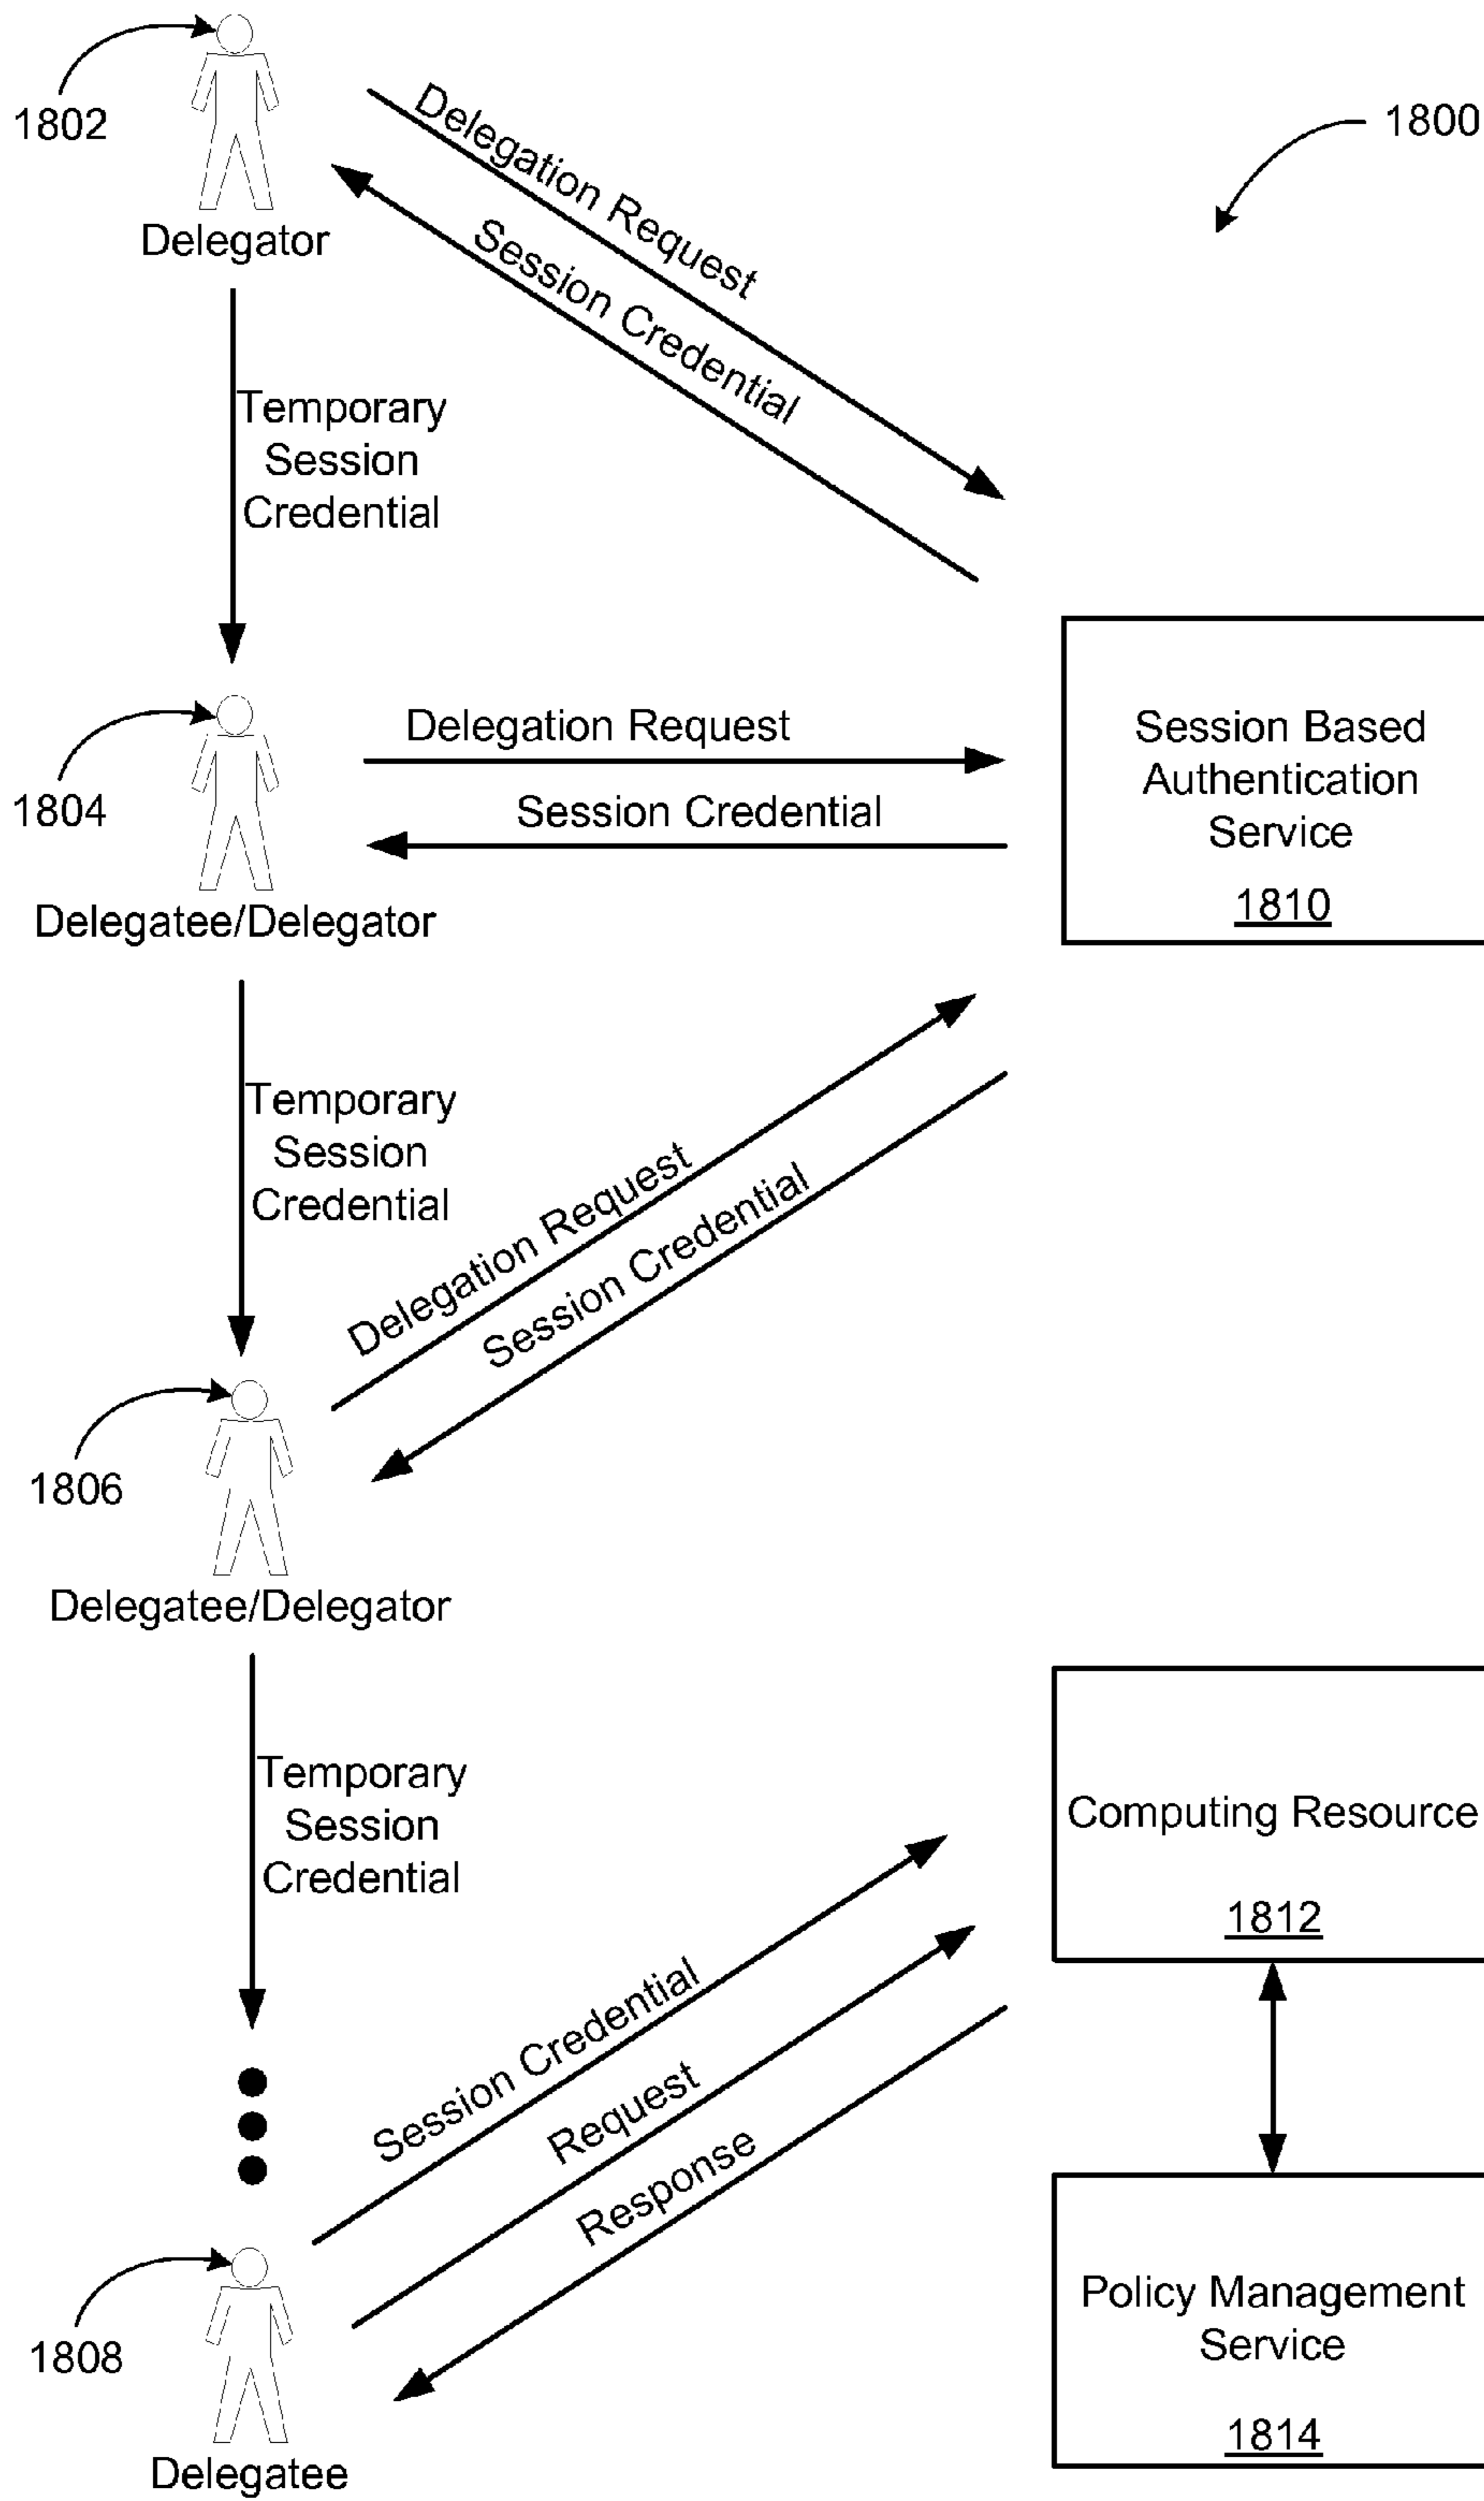 1802
Delegator
Delegation Request
Session Credential
1800
Temporary
Session
Credential
1804
Delegatee/Delegator
Delegation Request
Session Credential
Session Based
Authentication
Service
1810
Temporary
Session
Credential
Delegation Request
Session Credential
1806
Delegatee/Delegator
Temporary
Session
Credential
Computing Resource
1812
Session Credential
Request
Response
1808
Delegatee
Policy Management
Service
1814